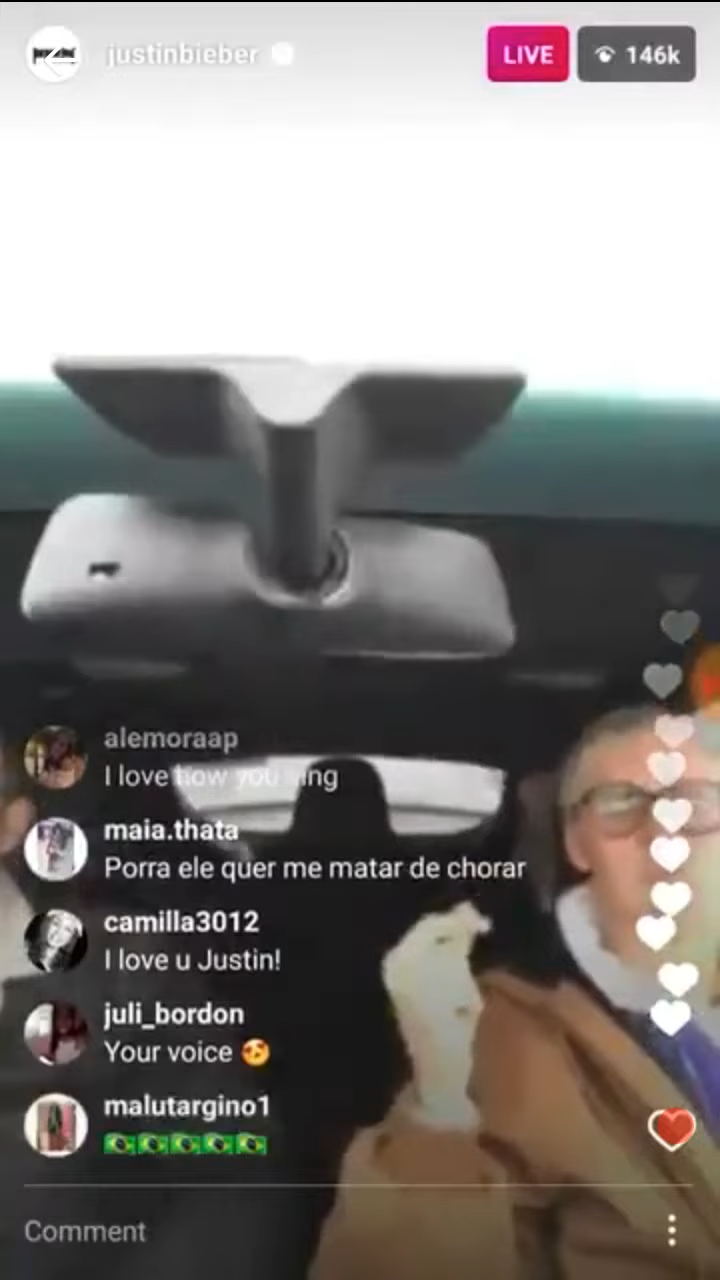 justinbieber
LIVE
146k
alemoraap
I love how you sing
maia.thata
Porra ele quer me matar de chorar
camilla3012
I love u Justin!
juli_bordon
Your voice 😍
malutargino1
🇧🇷🇧🇷🇧🇷🇧🇷🇧🇷
Comment